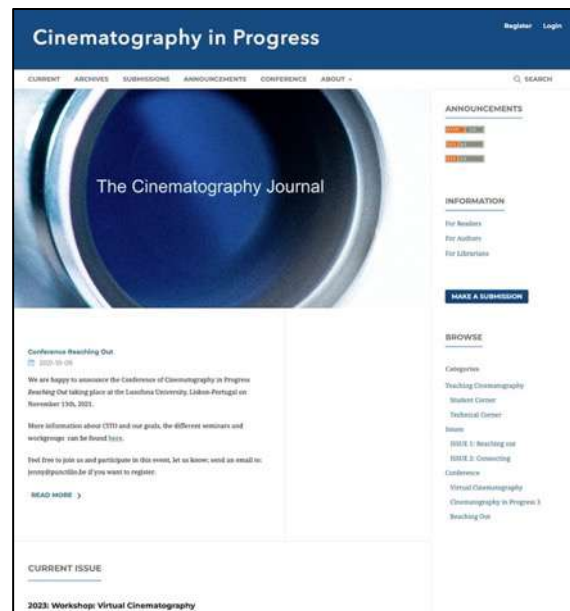 Register Login
Cinematography in Progress
CURRENT ARCHIVES SUBMISSIONS ANNOUNCEMENTS CONFERENCE ABOUT
SEARCH
The Cinematography Journal
Conference Reaching Out
We are happy to announce the Conference of Cinematography in Progress
Reaching Out taking place at the Lusofona University, Lisbon-Portugal on
November 13th, 2021.
More information about CITO and our goals, the different seminars and
workgroups can be found here.
Feel free to join us and participate in this event, let us know; send an email to:
if you want to register.
READ MORE
CURRENT ISSUE
2023: Workshop: Virtual Cinematography
ANNOUNCEMENTS
INFORMATION
For Readers
For Authors
For Librarians
MAKE A SUBMISSION
BROWSE
Categories
Teaching Cinematography
Student Corner
Technical Corner
Issues
ISSUE 1: Reaching out
ISSUE 2: Connecting
Conference
Virtual Cinematography
Cinematography in Progress 3
Reaching Out